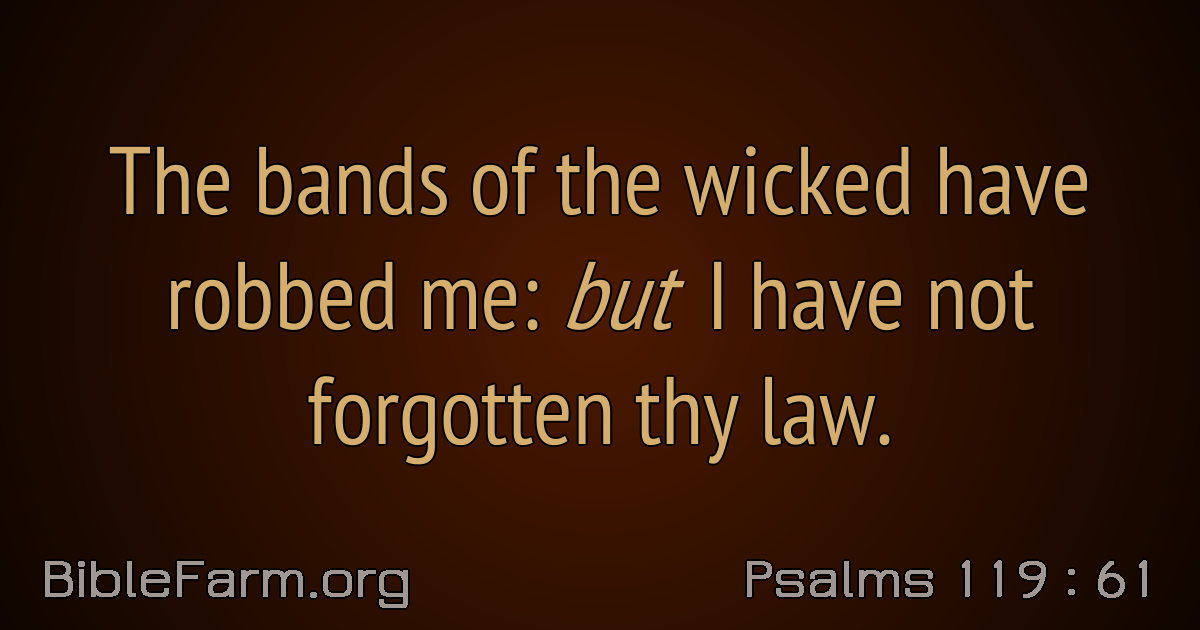 The bands of the wicked have
robbed me: but I have not
forgotten thy law.
BibleFarm.org
Psalms 119:61